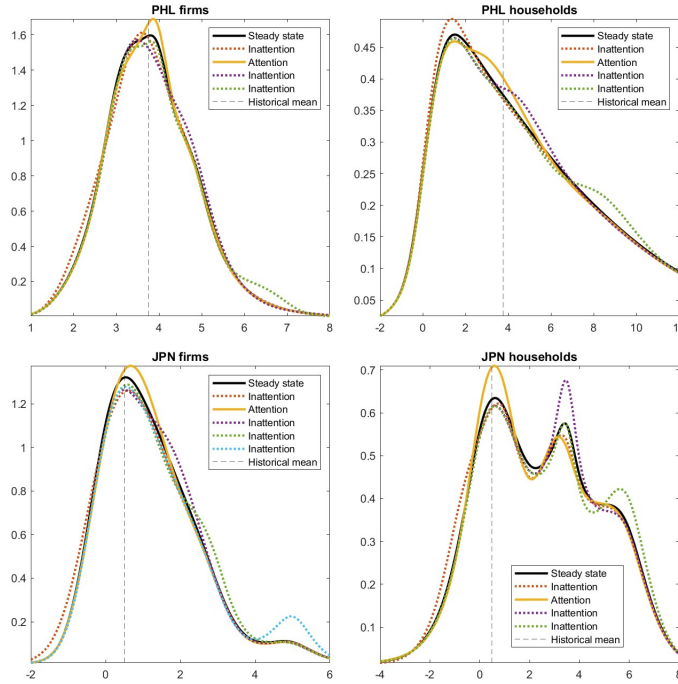 PHL firms
1.6
1.4
1.2
1
0.8
0.6
0.4
0.2
1
2
3
4
5
6
7
8
Steady state
Inattention
Attention
Inattention
Inattention
Historical mean
PHL households
0.45
0.4
0.35
0.3
0.25
0.2
0.15
0.1
0.05
-2
0
2
4
6
8
10
12
Steady state
Inattention
Attention
Inattention
Inattention
Historical mean
JPN firms
1.2
1
0.8
0.6
0.4
0.2
-2
0
2
4
6
Steady state
Inattention
Attention
Inattention
Inattention
Inattention
Historical mean
JPN households
0.7
0.6
0.5
0.4
0.3
0.2
0.1
-4
-2
0
2
4
6
8
Steady state
Inattention
Attention
Inattention
Inattention
Historical mean